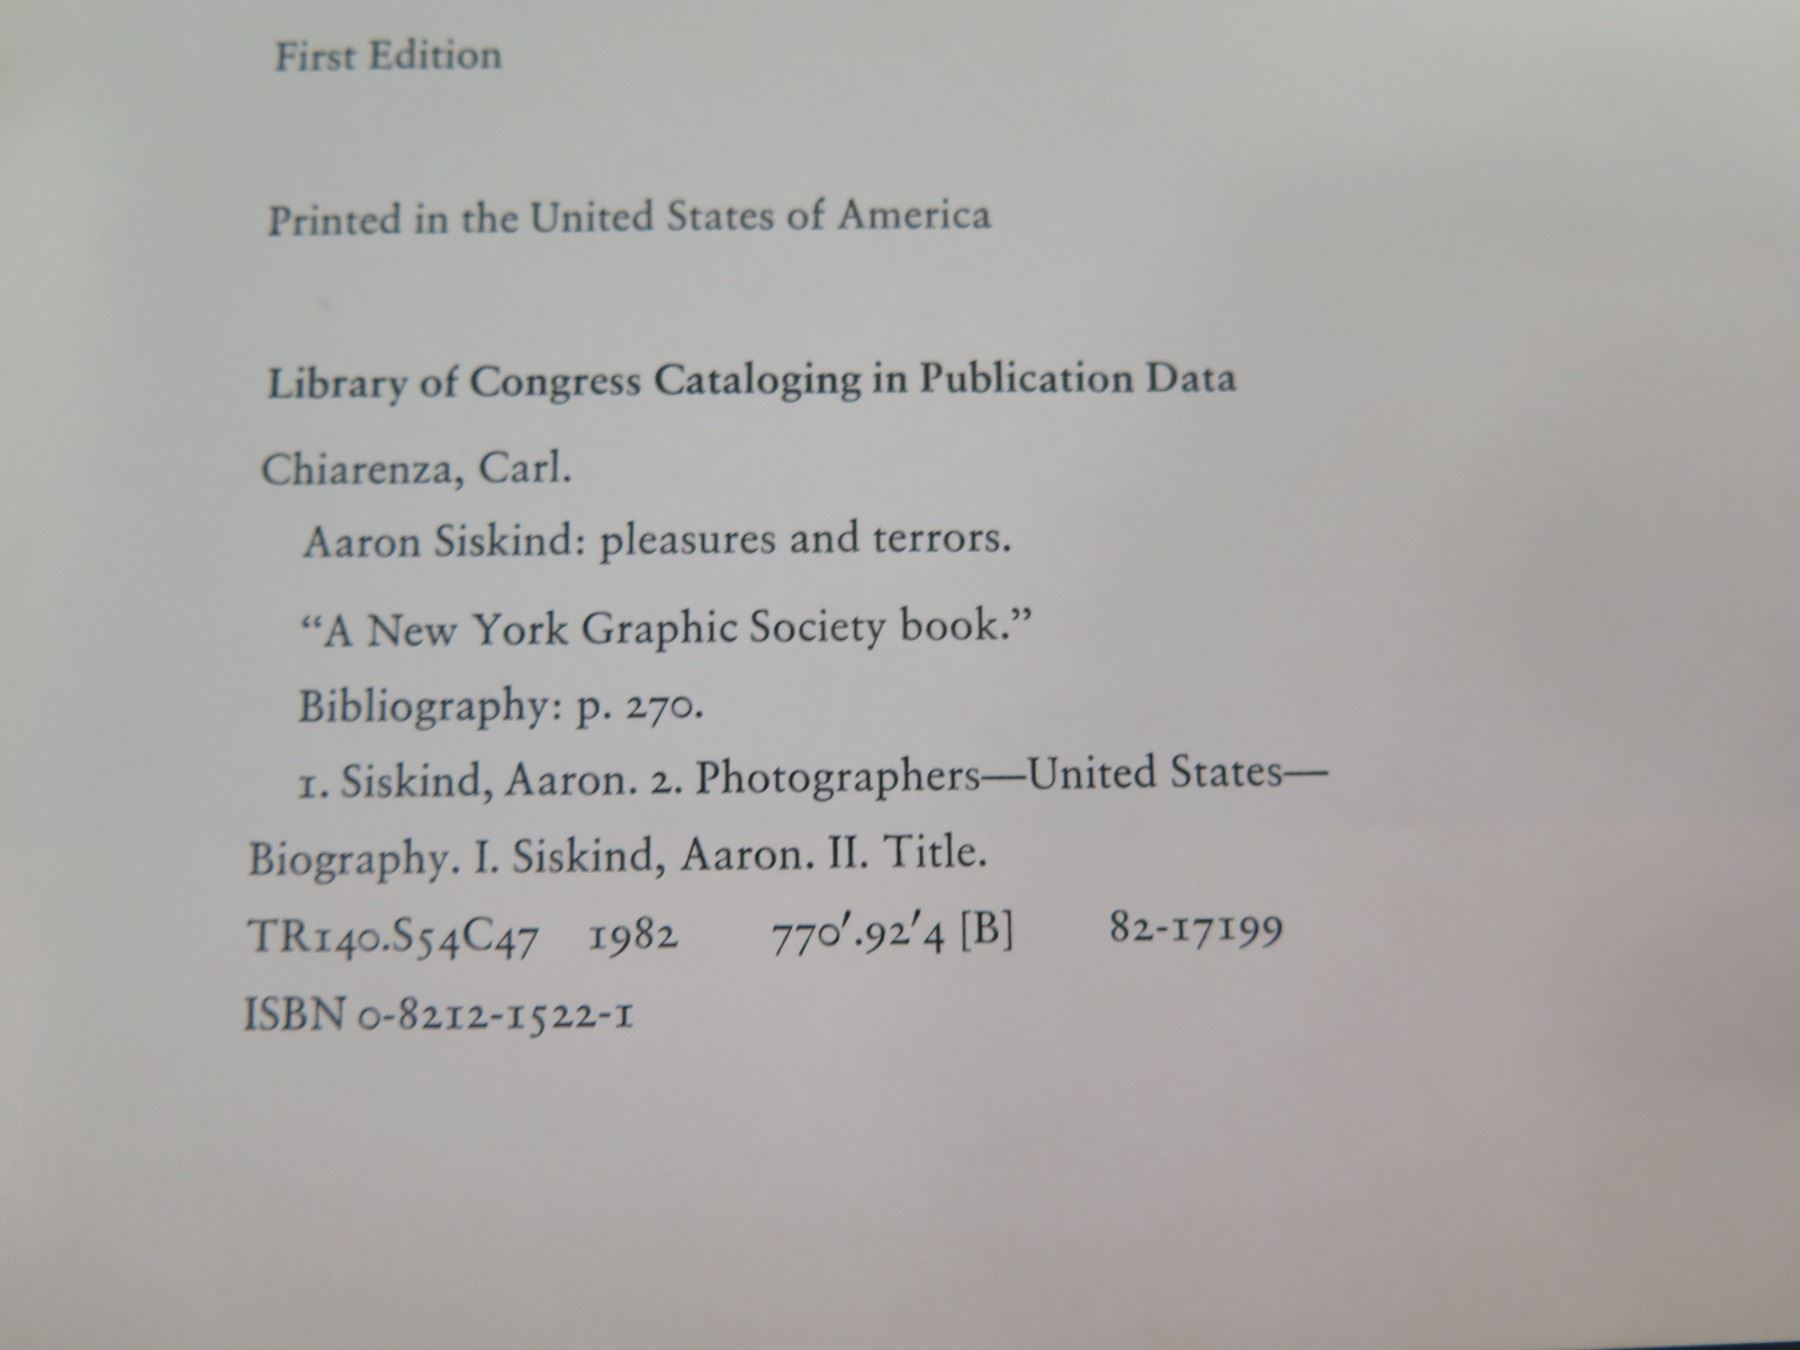 First Edition
Printed in the United States of America
Library of Congress Cataloging in Publication Data
Chiarenza, Carl.
Aaron Siskind: pleasures and terrors.
“A New York Graphic Society book.”
Bibliography: p. 270.
1. Siskind, Aaron. 2. Photographers—United States—
Biography. I. Siskind, Aaron. II. Title.
TR140.S54C47 1982 770′.92′4 [B] 82-17199
ISBN 0-8212-1522-1